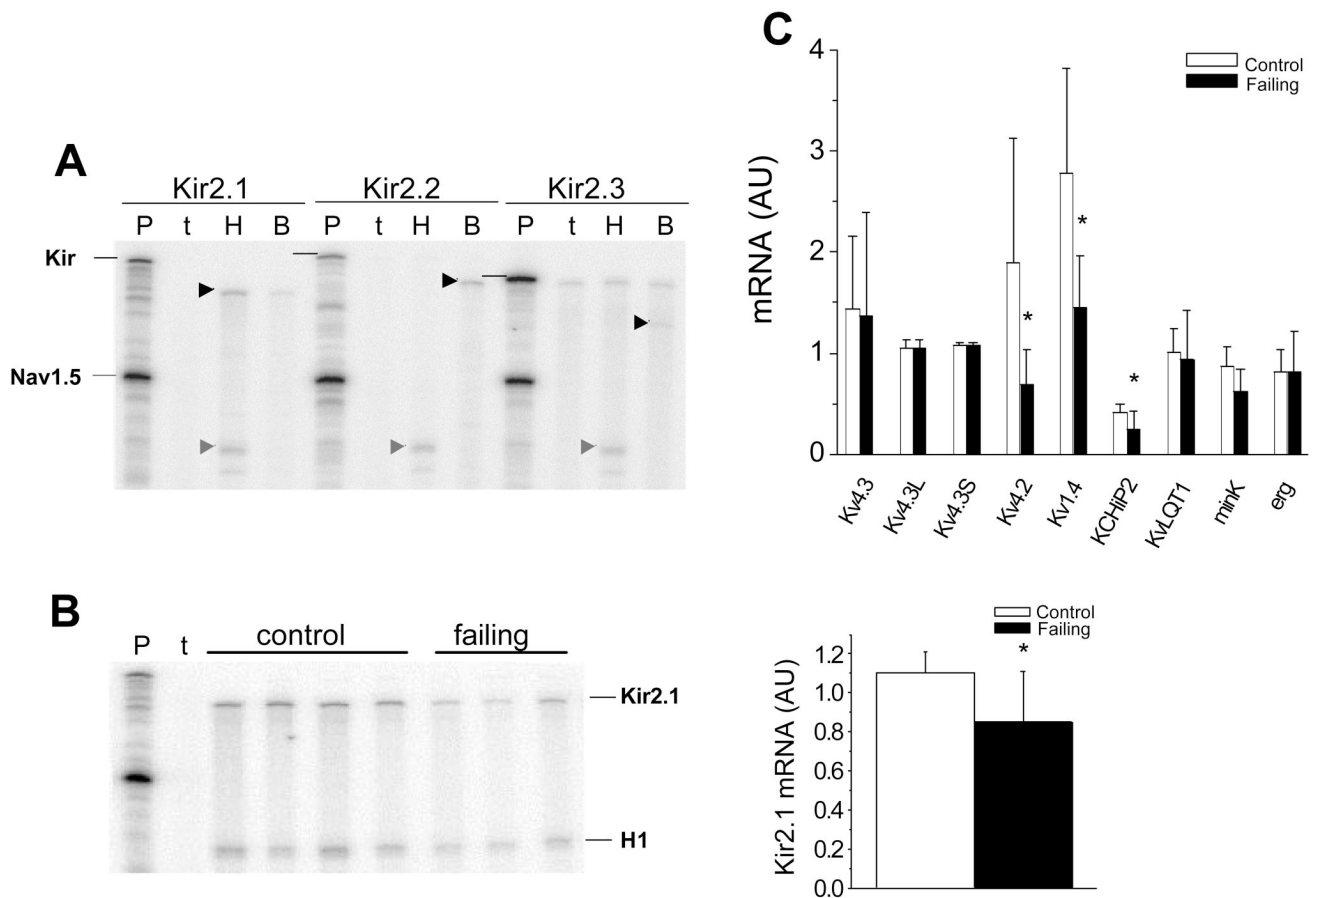 A
Kir2.1 Kir2.2 Kir2.3
P t H B P t H B P t H B
Kir
Nav1.5
B
P t control failing
Kir2.1
H1
C
Control
Failing
mRNA (AU)
4
3
2
1
0
Kv4.3 Kv4.3L Kv4.3S Kv4.2 Kv1.4 KCHiP2 KvLQT1 minK erg
* * *
Control
Failing
*
Kir2.1 mRNA (AU)
1.2
1.0
0.8
0.6
0.4
0.2
0.0